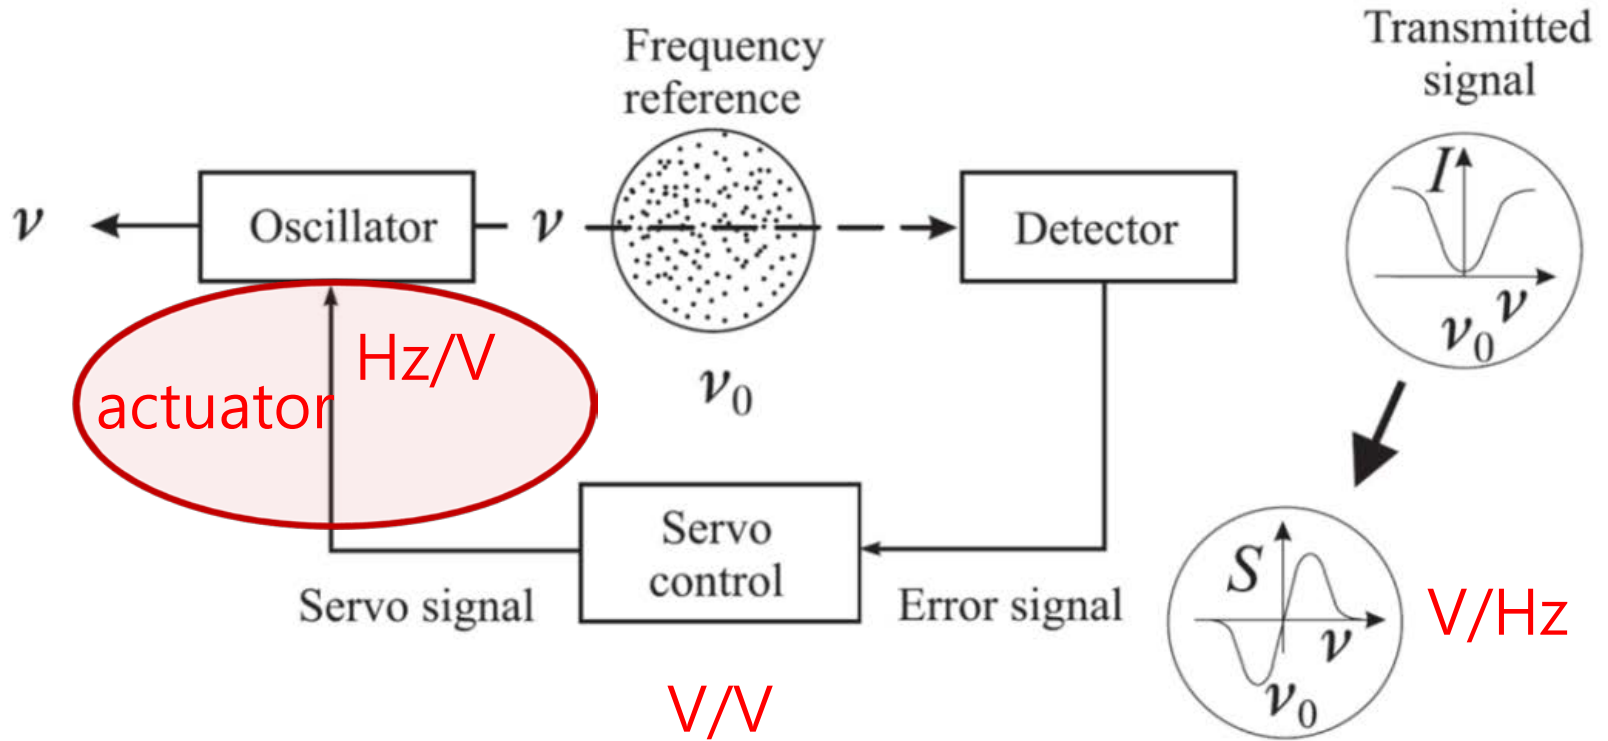 Frequency
reference
Transmitted
signal
ν
Oscillator
ν
Detector
I
ν
ν₀
Hz/V
actuator
ν₀
Servo
control
Servo signal
Error signal
S
ν
ν₀
V/Hz
V/V